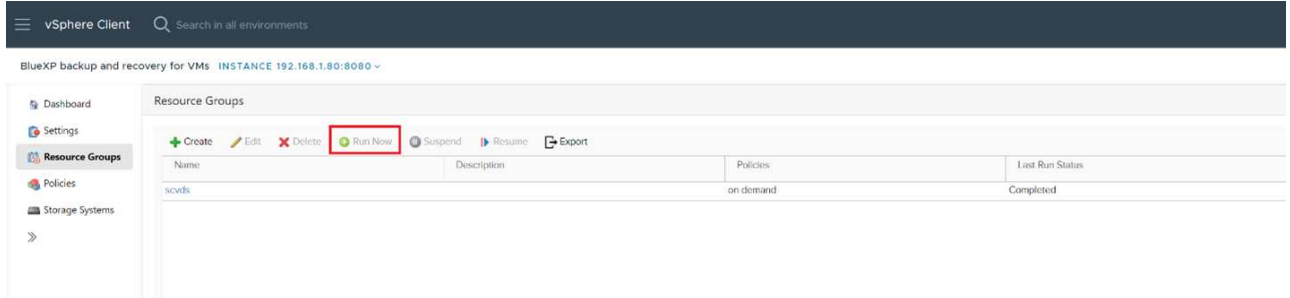 vSphere Client Search in all environments
BlueXP backup and recovery for VMs INSTANCE 192.168.1.80:8080
Dashboard
Settings
Resource Groups
Policies
Storage Systems
Resource Groups
Create Edit Delete Run Now Suspend Resume Export
Name Description Policies Last Run Status
scvds on demand Completed